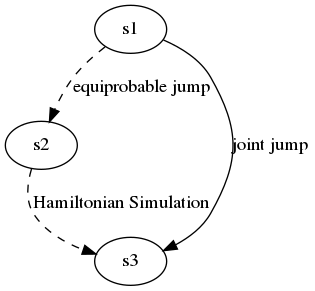 s1
equiprobable jump
s2
joint jump
Hamiltonian Simulation
s3